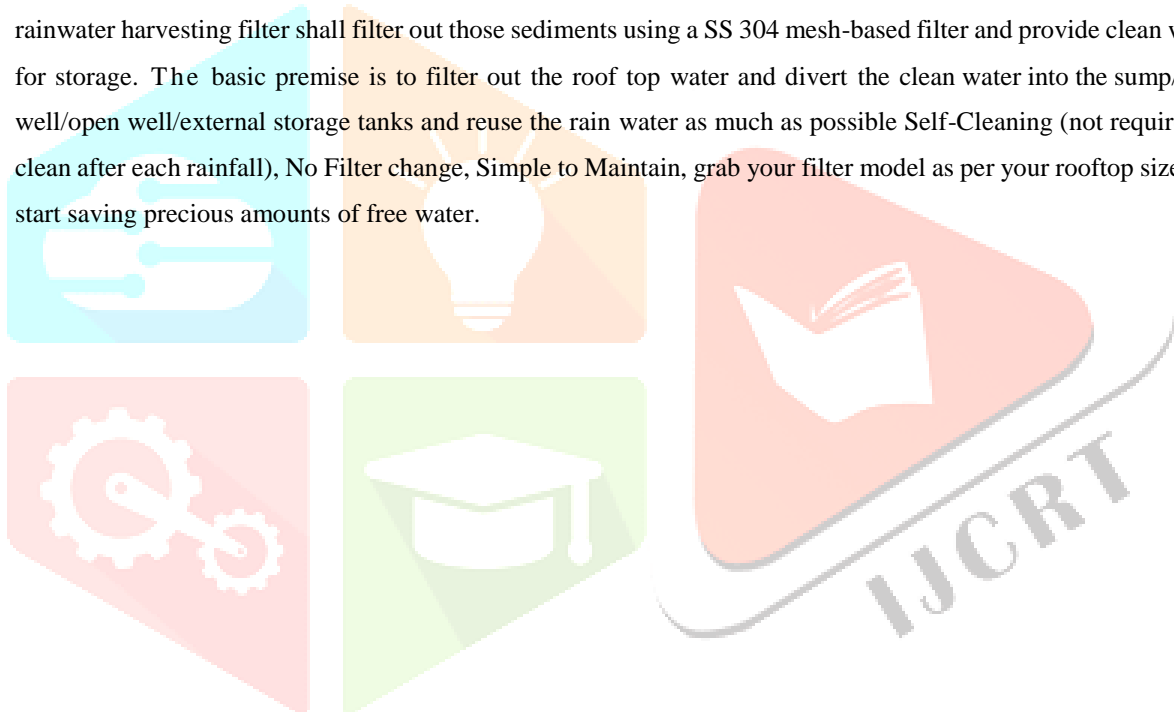 rainwater harvesting filter shall filter out those sediments using a SS 304 mesh-based filter and provide clean
for storage. The basic premise is to filter out the roof top water and divert the clean water into the sump/
well/open well/external storage tanks and reuse the rain water as much as possible Self-Cleaning (not requir
clean after each rainfall), No Filter change, Simple to Maintain, grab your filter model as per your rooftop size
start saving precious amounts of free water.
IJCRT